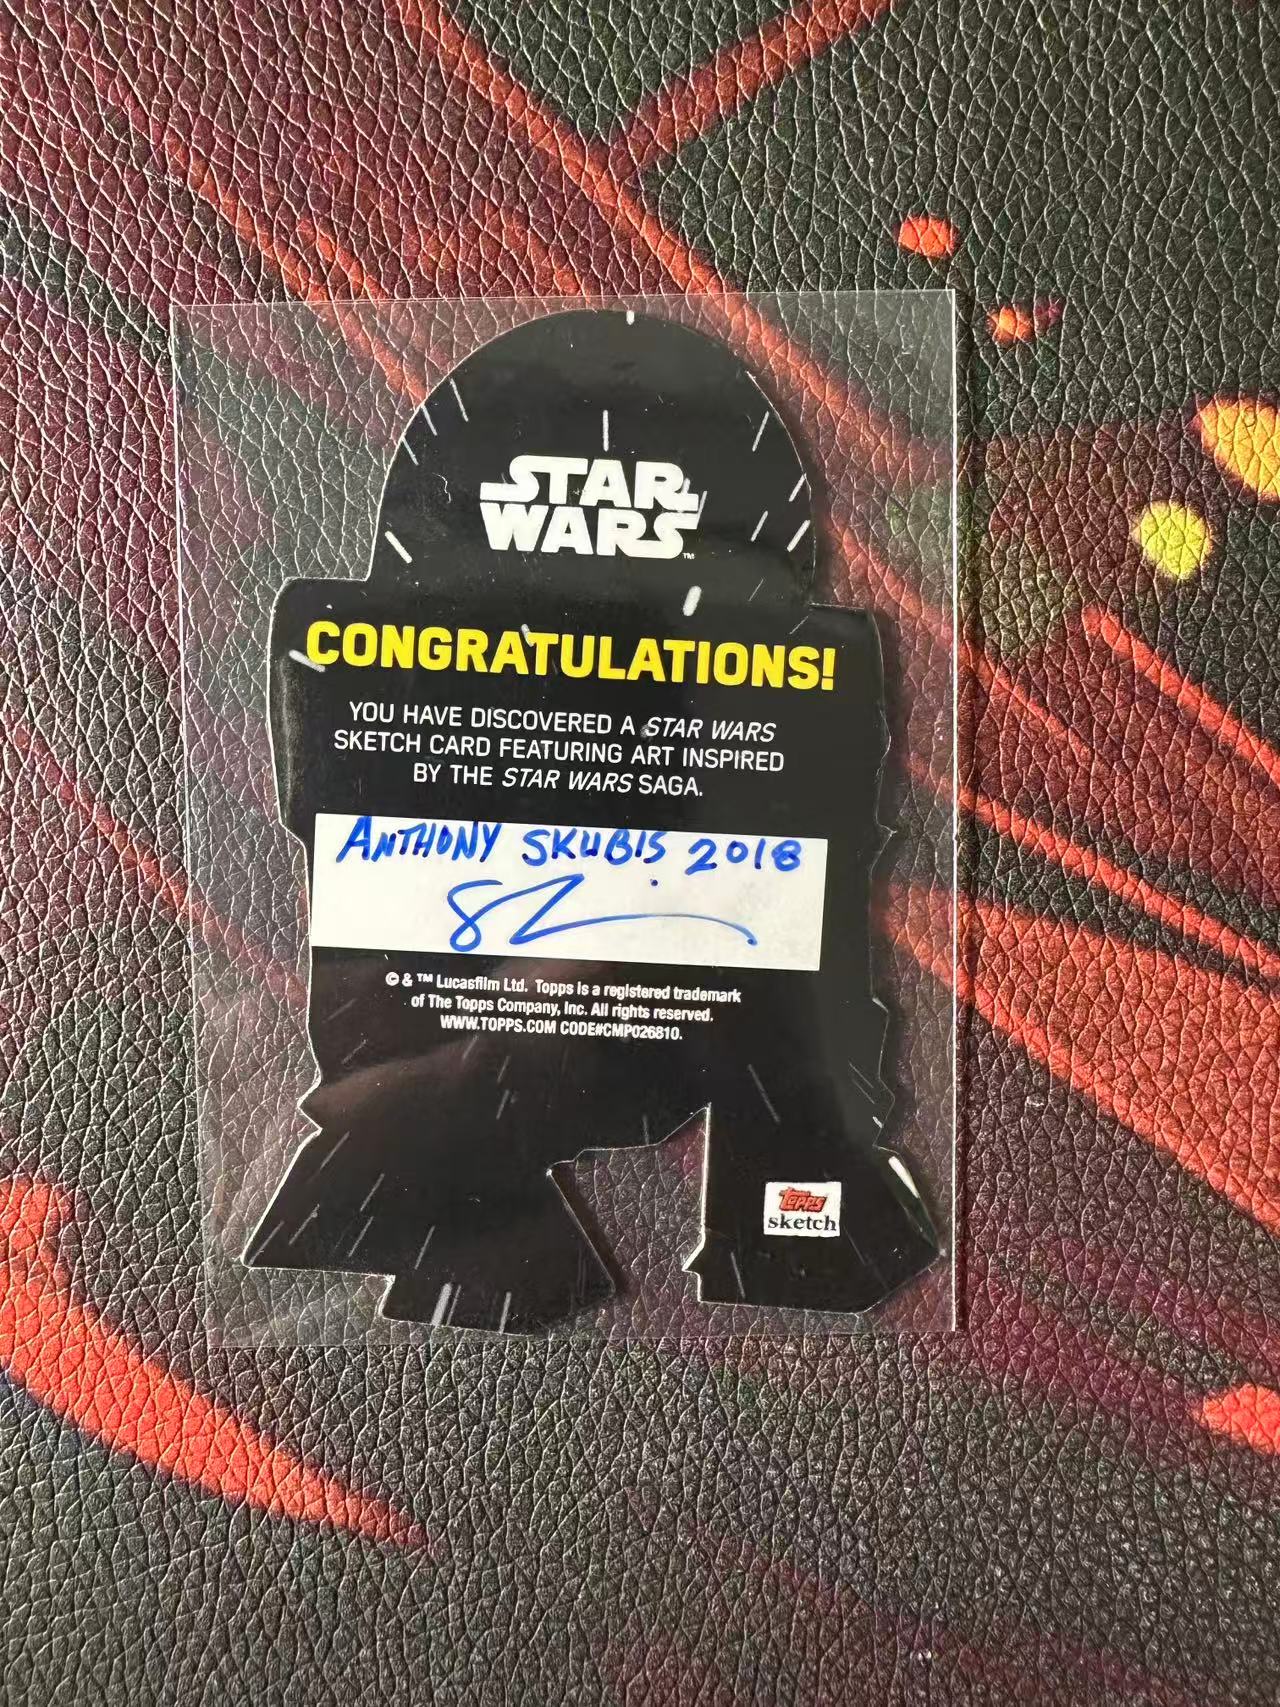 STAR
WARS™
CONGRATULATIONS!
YOU HAVE DISCOVERED A STAR WARS
SKETCH CARD FEATURING ART INSPIRED
BY THE STAR WARS SAGA.
ANTHONY SKUBIS 2018
© & ™ Lucasfilm Ltd. Topps is a registered trademark
of The Topps Company, Inc. All rights reserved.
WWW.TOPPS.COM CODE#CMP026810.
TOPPS
sketch